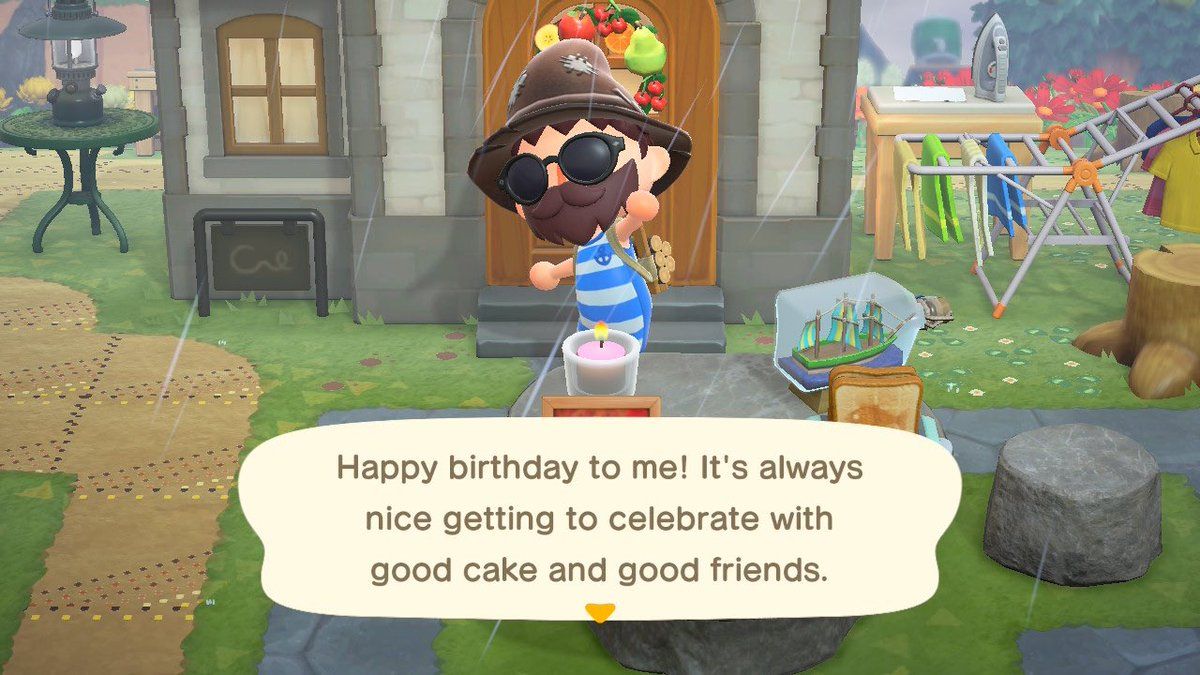 Happy birthday to me! It's always
nice getting to celebrate with
good cake and good friends.